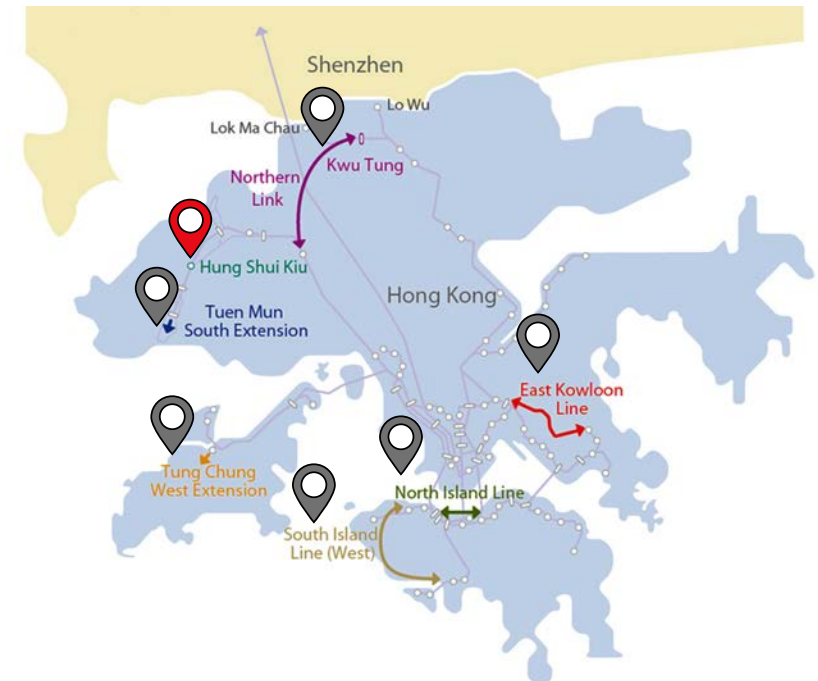 Shenzhen
Lo Wu
Lok Ma Chau
Kwu Tung
Northern
Link
Hung Shui Kiu
Hong Kong
Tuen Mun
South Extension
East Kowloon
Line
Tung Chung
West Extension
North Island Line
South Island
Line (West)